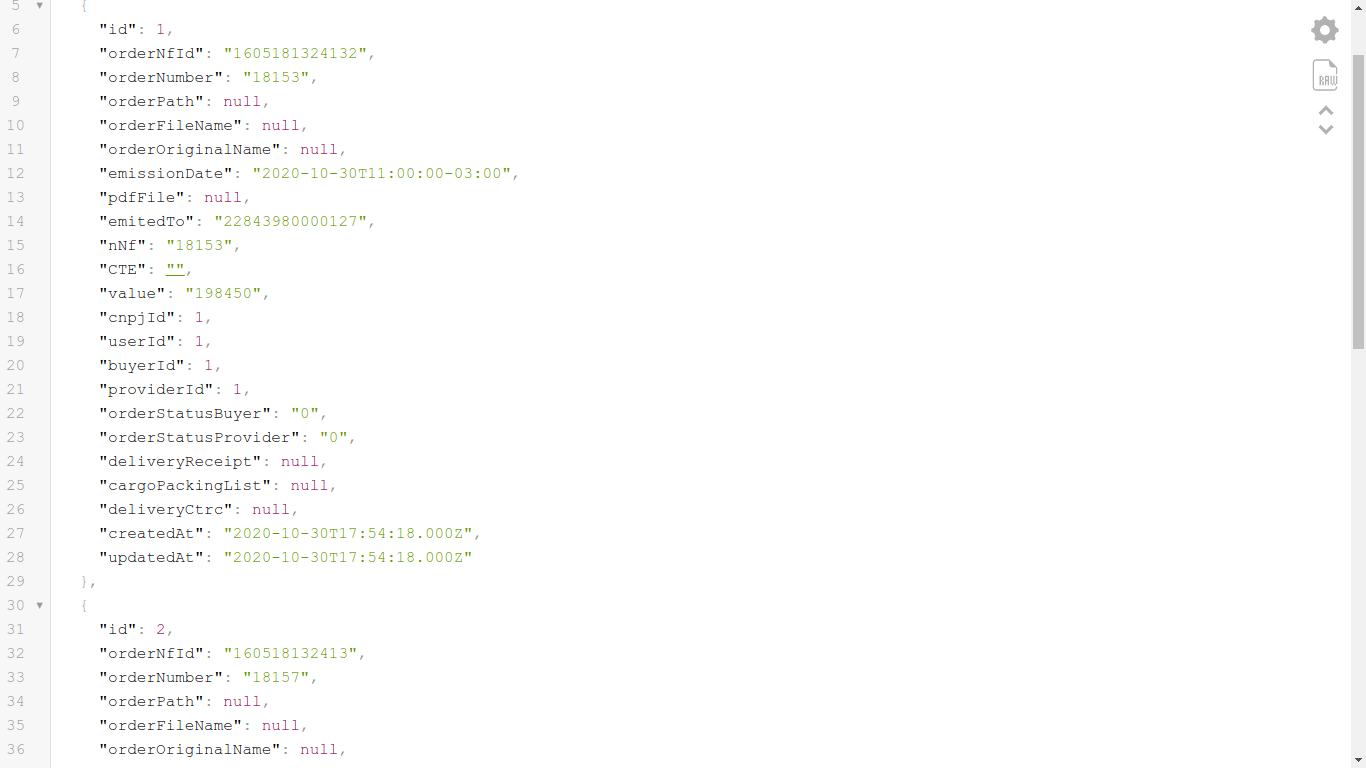 5 ▼ {
6 "id": 1,
7 "orderNfId": "1605181324132",
8 "orderNumber": "18153",
9 "orderPath": null,
10 "orderFileName": null,
11 "orderOriginalName": null,
12 "emissionDate": "2020-10-30T11:00:00-03:00",
13 "pdfFile": null,
14 "emitedTo": "22843980000127",
15 "nNf": "18153",
16 "CTE": "",
17 "value": "198450",
18 "cnpjId": 1,
19 "userId": 1,
20 "buyerId": 1,
21 "providerId": 1,
22 "orderStatusBuyer": "0",
23 "orderStatusProvider": "0",
24 "deliveryReceipt": null,
25 "cargoPackingList": null,
26 "deliveryCtrc": null,
27 "createdAt": "2020-10-30T17:54:18.000Z",
28 "updatedAt": "2020-10-30T17:54:18.000Z"
29 },
30 ▼ {
31 "id": 2,
32 "orderNfId": "160518132413",
33 "orderNumber": "18157",
34 "orderPath": null,
35 "orderFileName": null,
36 "orderOriginalName": null,
RAW